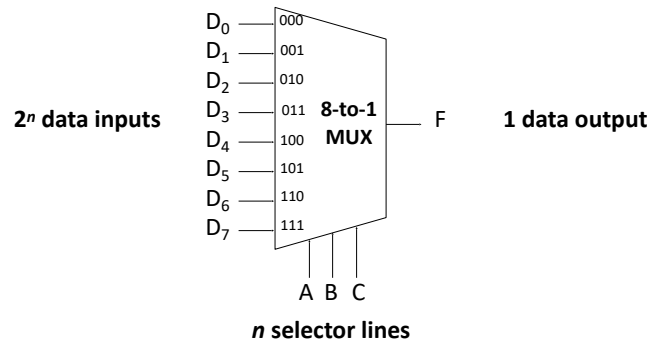 D₀ 000
D₁ 001
D₂ 010
2ⁿ data inputs D₃ 011 8-to-1 F 1 data output
MUX
D₄ 100
D₅ 101
D₆ 110
D₇ 111
A B C
n selector lines